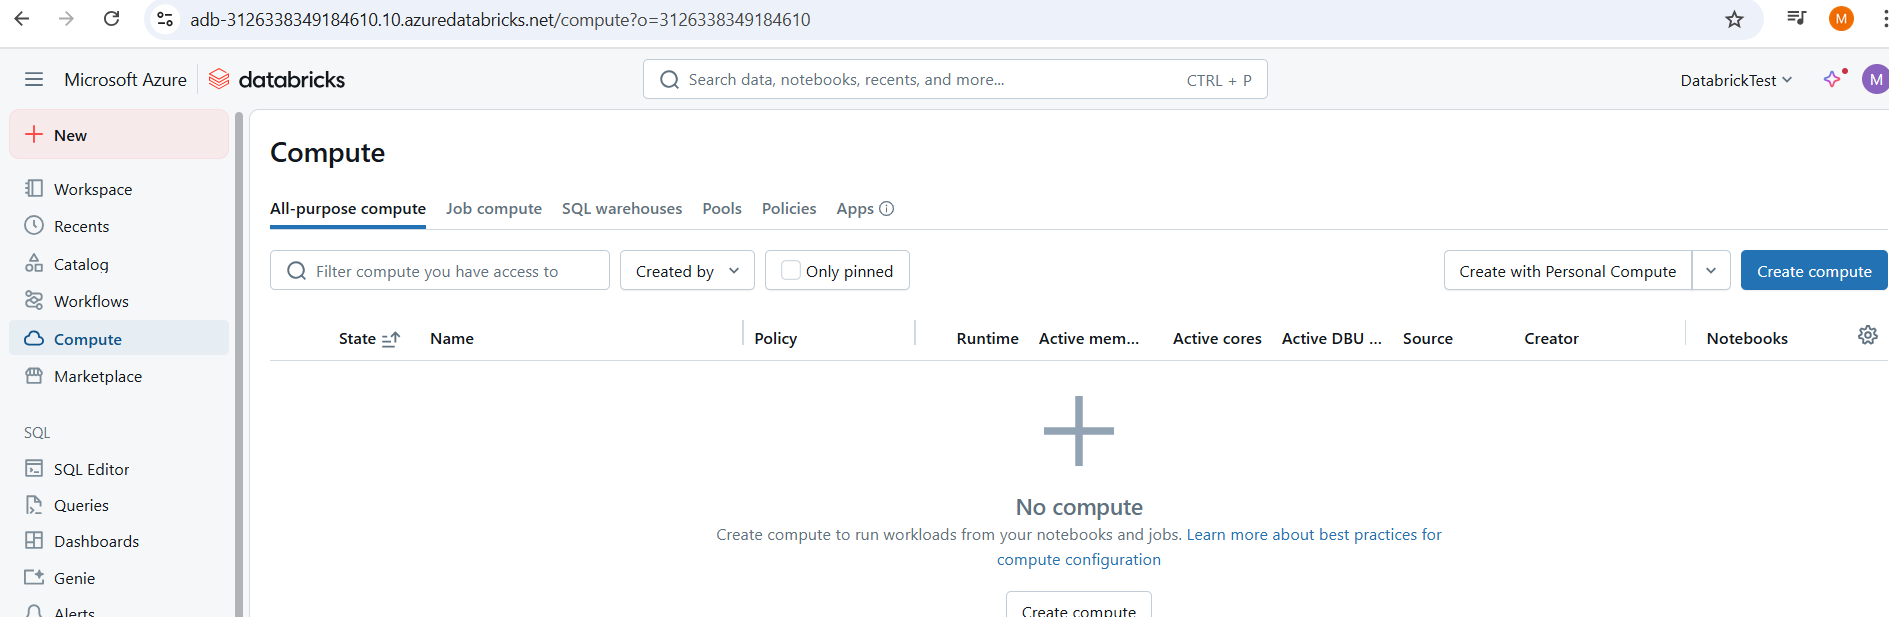 adb-3126338349184610.10.azuredatabricks.net/compute?o=3126338349184610
M
Microsoft Azure databricks
Search data, notebooks, recents, and more... CTRL + P
DatabrickTest
M
New
Workspace
Recents
Catalog
Workflows
Compute
Marketplace
SQL
SQL Editor
Queries
Dashboards
Genie
Alerts
Compute
All-purpose compute Job compute SQL warehouses Pools Policies Apps
Filter compute you have access to Created by Only pinned Create with Personal Compute Create compute
State Name Policy Runtime Active mem... Active cores Active DBU ... Source Creator Notebooks
No compute
Create compute to run workloads from your notebooks and jobs. Learn more about best practices for
compute configuration
Create compute